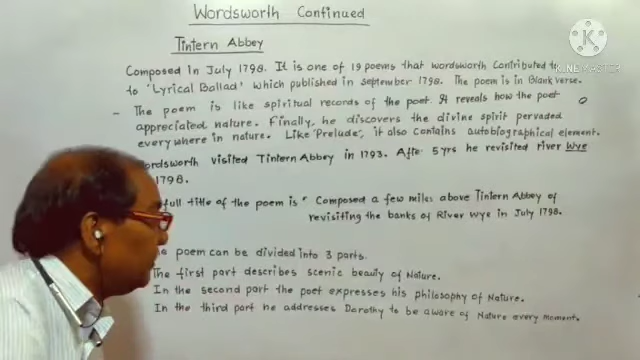 Wordsworth Continued
Tintern Abbey
Composed in July 1798. It is one of 19 poems that wordsworth contributed t
to 'Lyrical Ballad' which published in september 1798. The poem is in Blank verse.
- The poem is like spiritual records of the poet. It reveals how the poet
appreciated nature. Finally, he discovers the divine spirit pervaded
everywhere in nature. Like 'Prelude', it also contains autobiographical element.
ordsworth visited Tintern Abbey in 1793. After 5 yrs he revisited river Wye
1798.
full title of the poem is " Composed a few miles above Tintern Abbey of
revisiting the banks of River Wye in July 1798.
poem can be divided into 3 parts.
The first part describes scenic beauty of Nature.
In the second part the poet expresses his philosophy of Nature.
In the third part he addresses Dorothy to be aware of Nature every moment.
KINEMASTER